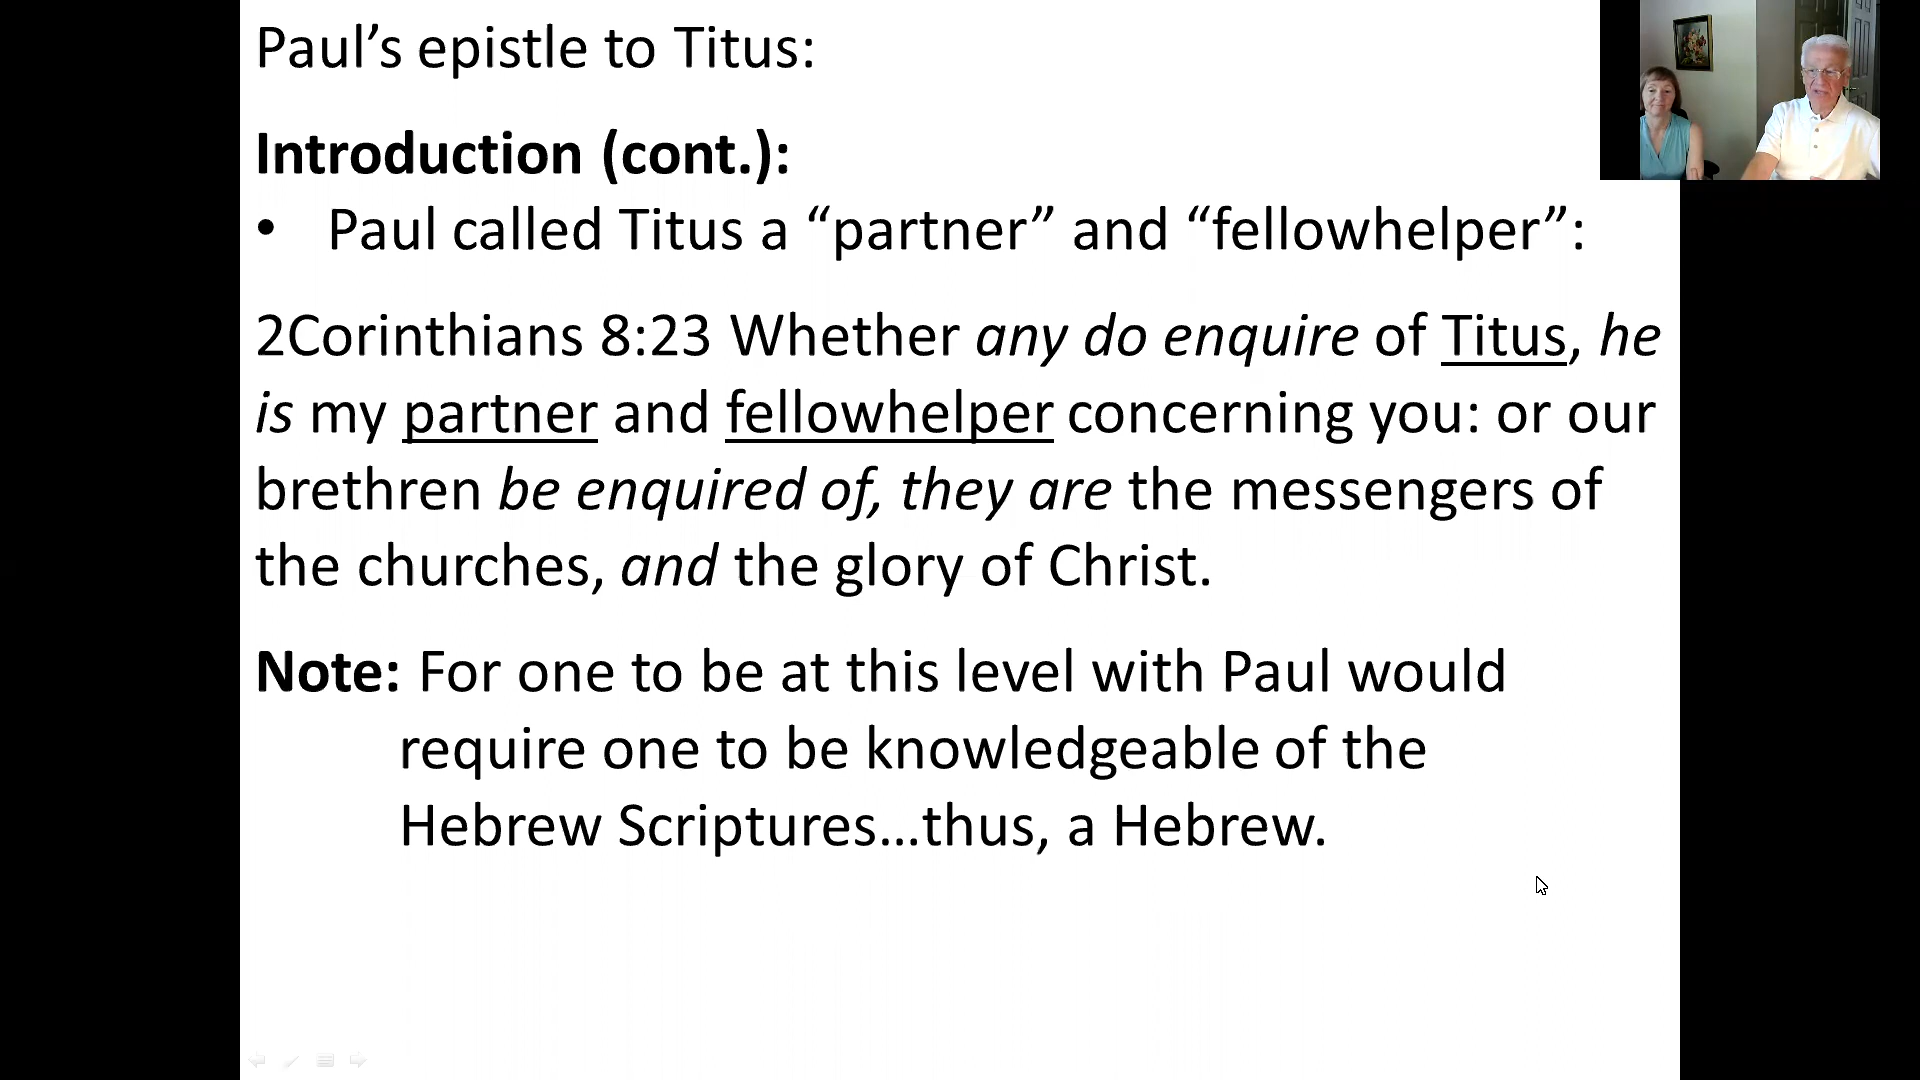 Paul’s epistle to Titus:
Introduction (cont.):
• Paul called Titus a “partner” and “fellowhelper”:
2Corinthians 8:23 Whether any do enquire of Titus, he
is my partner and fellowhelper concerning you: or our
brethren be enquired of, they are the messengers of
the churches, and the glory of Christ.
Note: For one to be at this level with Paul would
require one to be knowledgeable of the
Hebrew Scriptures...thus, a Hebrew.